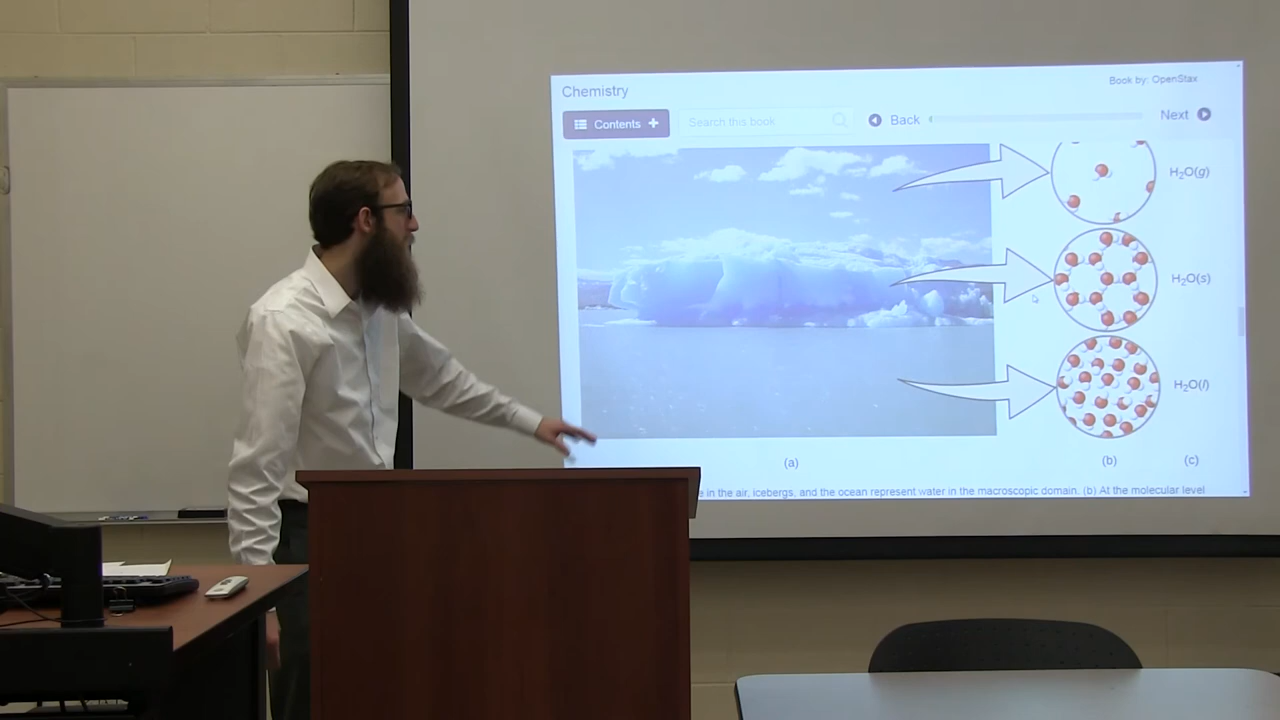 Chemistry
Book by: OpenStax
Contents +
Search this book
Back
Next
H₂O(g)
H₂O(s)
H₂O(l)
(a)
(b)
(c)
e in the air, icebergs, and the ocean represent water in the macroscopic domain. (b) At the molecular level